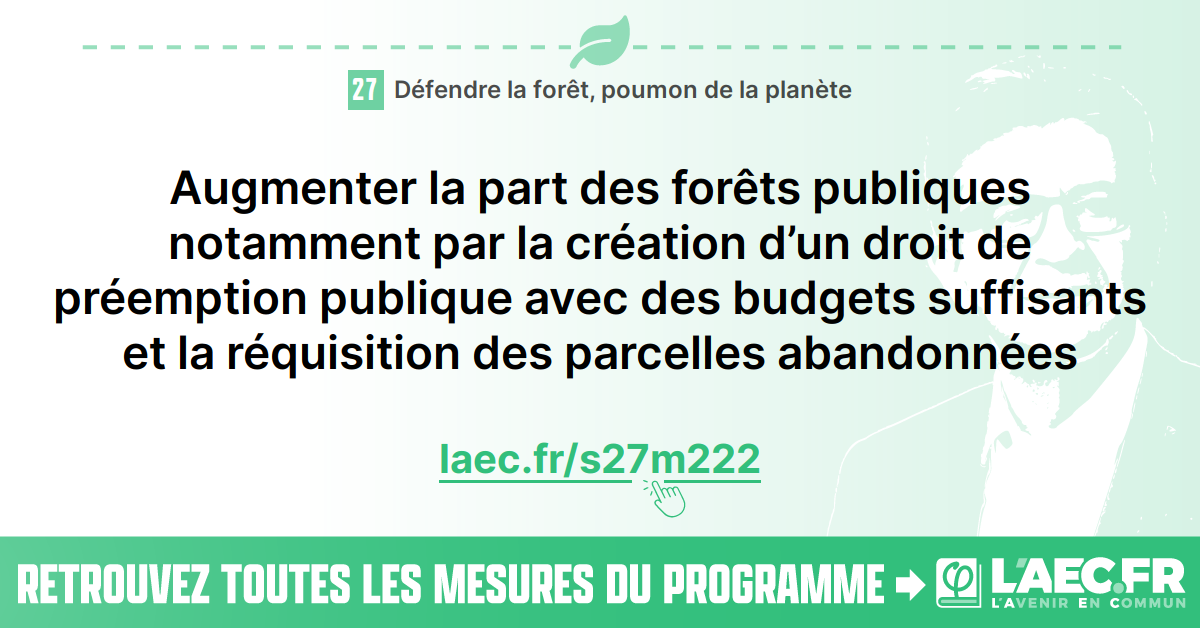 27 Défendre la forêt, poumon de la planète
Augmenter la part des forêts publiques
notamment par la création d’un droit de
préemption publique avec des budgets suffisants
et la réquisition des parcelles abandonnées
laec.fr/s27m222
RETROUVEZ TOUTES LES MESURES DU PROGRAMME
φ L'AEC.FR
L'AVENIR EN COMMUN